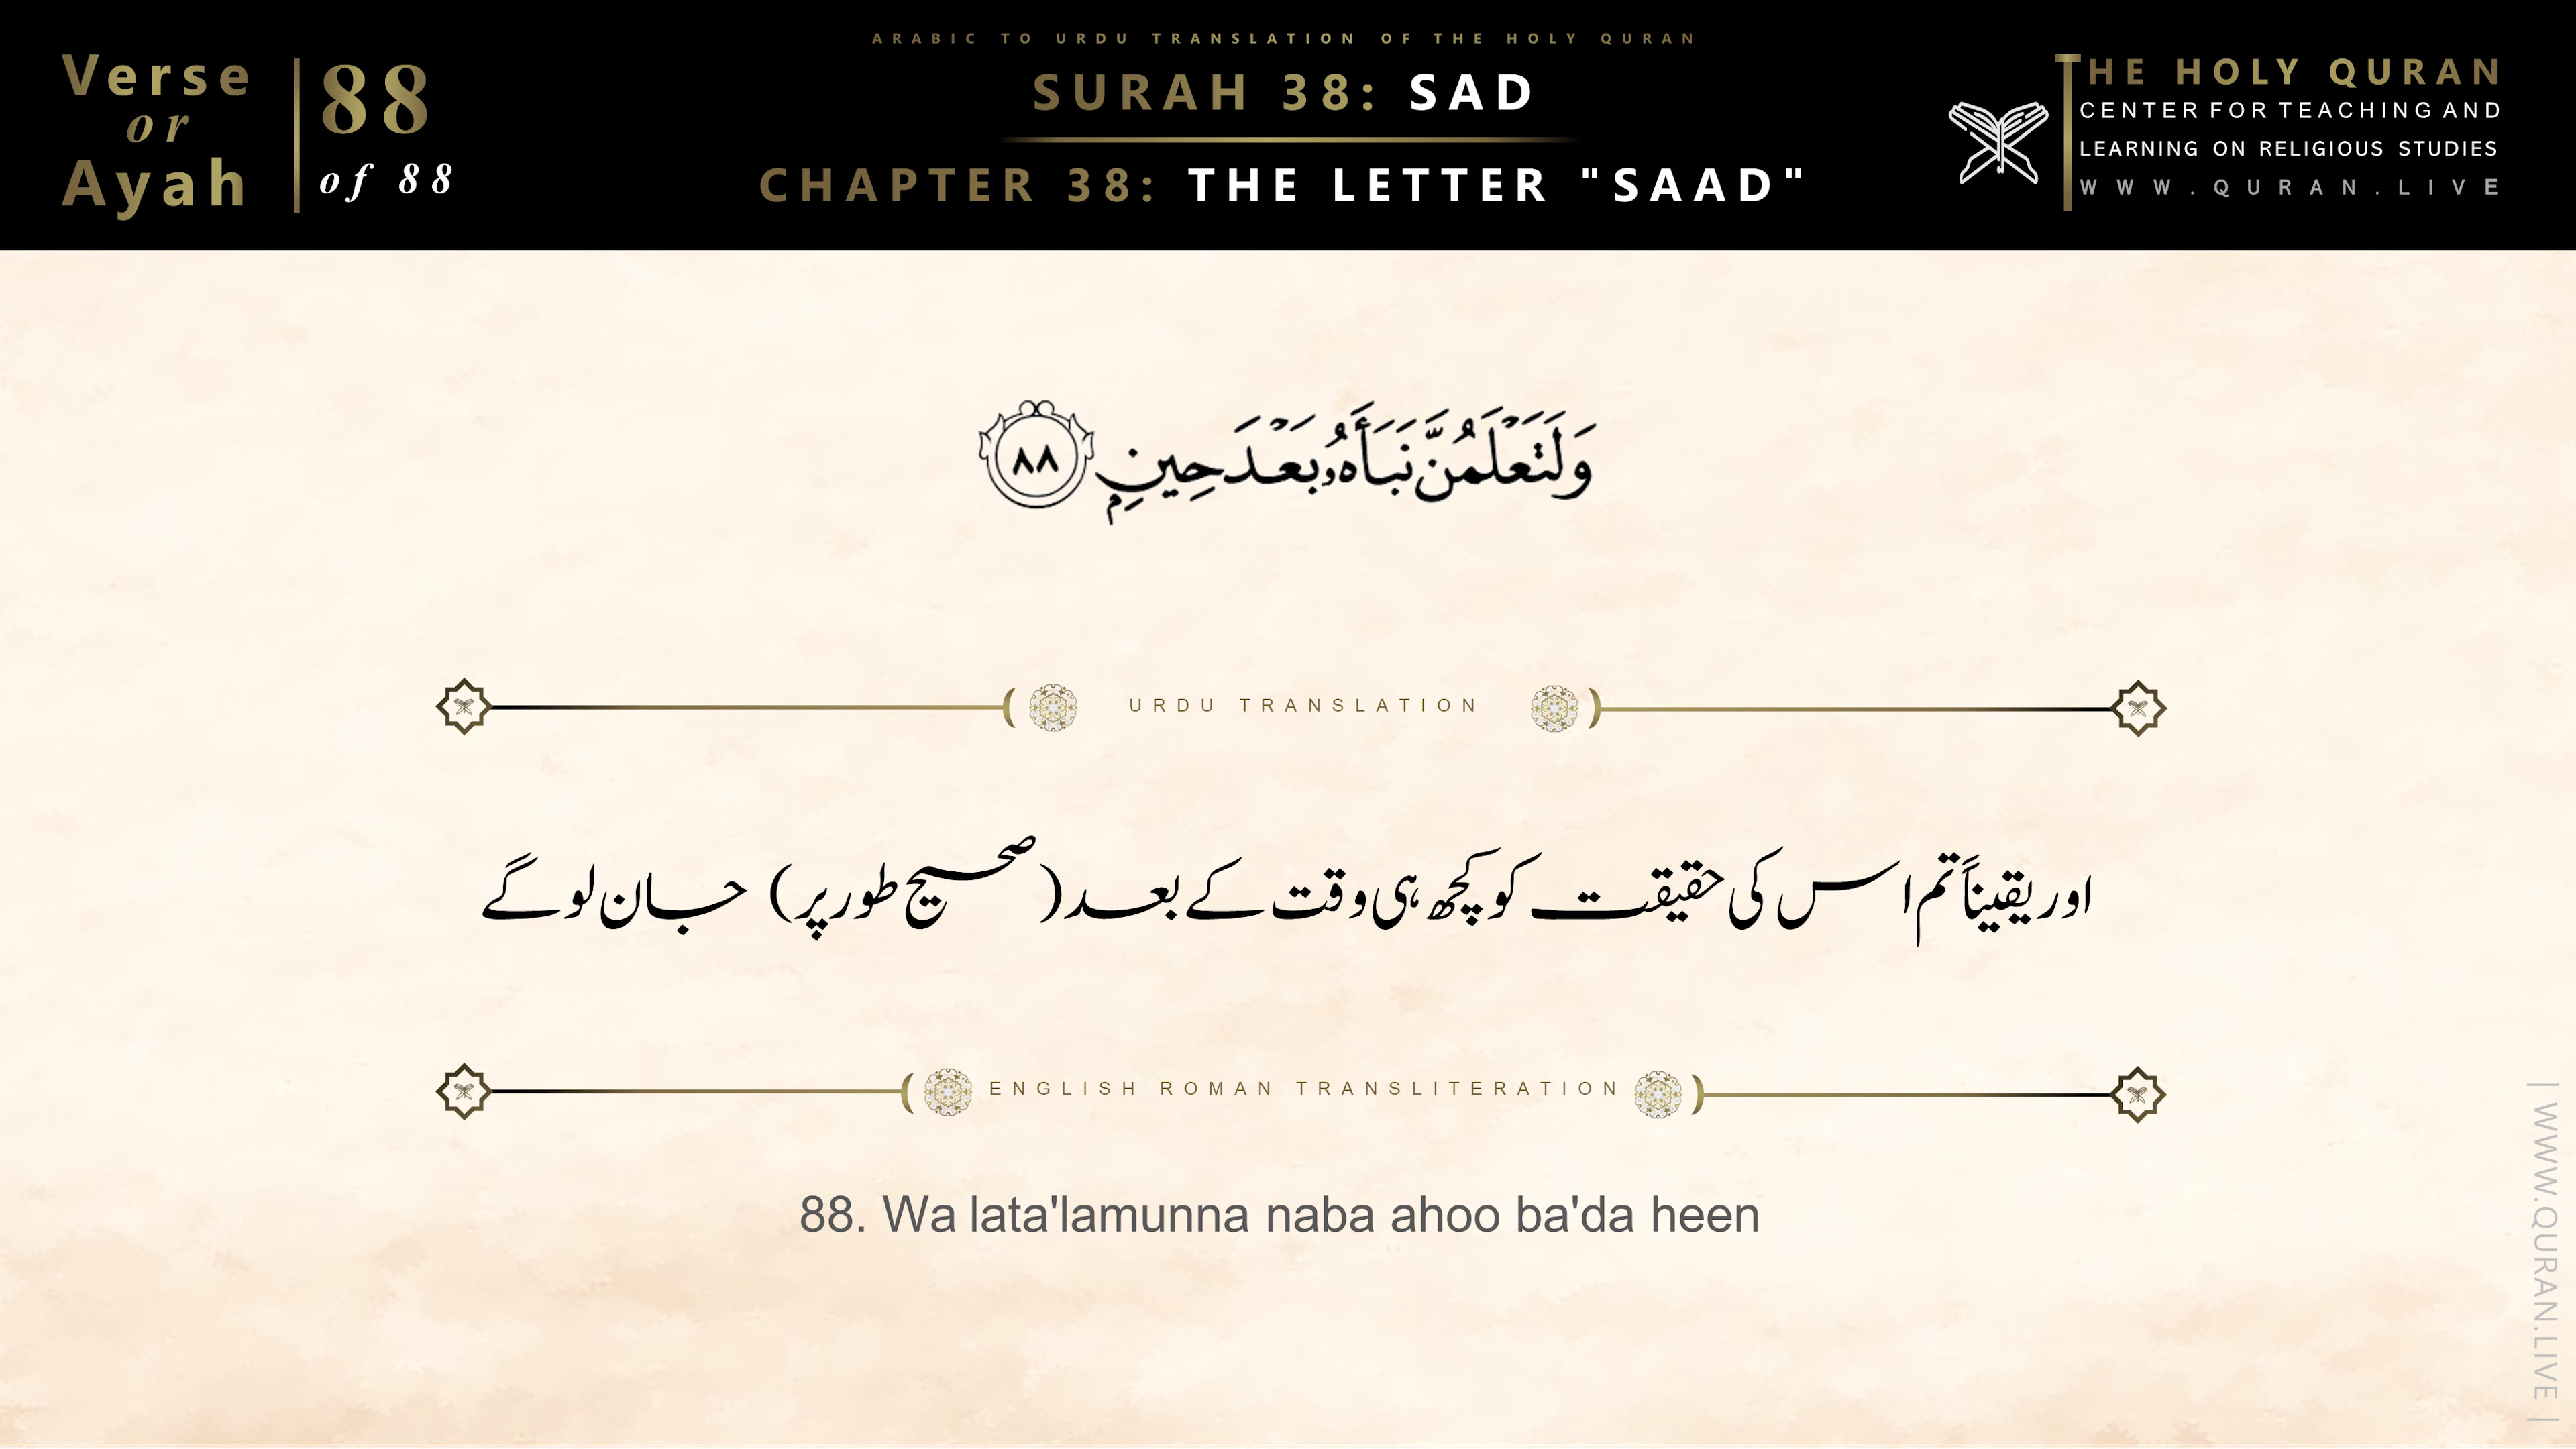 ARABIC TO URDU TRANSLATION OF THE HOLY QURAN
Verse
or
Ayah
88
of 88
SURAH 38: SAD
CHAPTER 38: THE LETTER "SAAD"
THE HOLY QURAN
CENTER FOR TEACHING AND
LEARNING ON RELIGIOUS STUDIES
WWW.QURAN.LIVE
وَلَتَعْلَمُنَّ نَبَأَهُۥ بَعْدَ حِينٍۭ ٨٨
URDU TRANSLATION
اور یقیناً تم اس کی حقیقت کو کچھ ہی وقت کے بعد (صحیح طور پر) جان لو گے
ENGLISH ROMAN TRANSLITERATION
88. Wa lata'lamunna naba ahoo ba'da heen
| WWW.QURAN.LIVE |